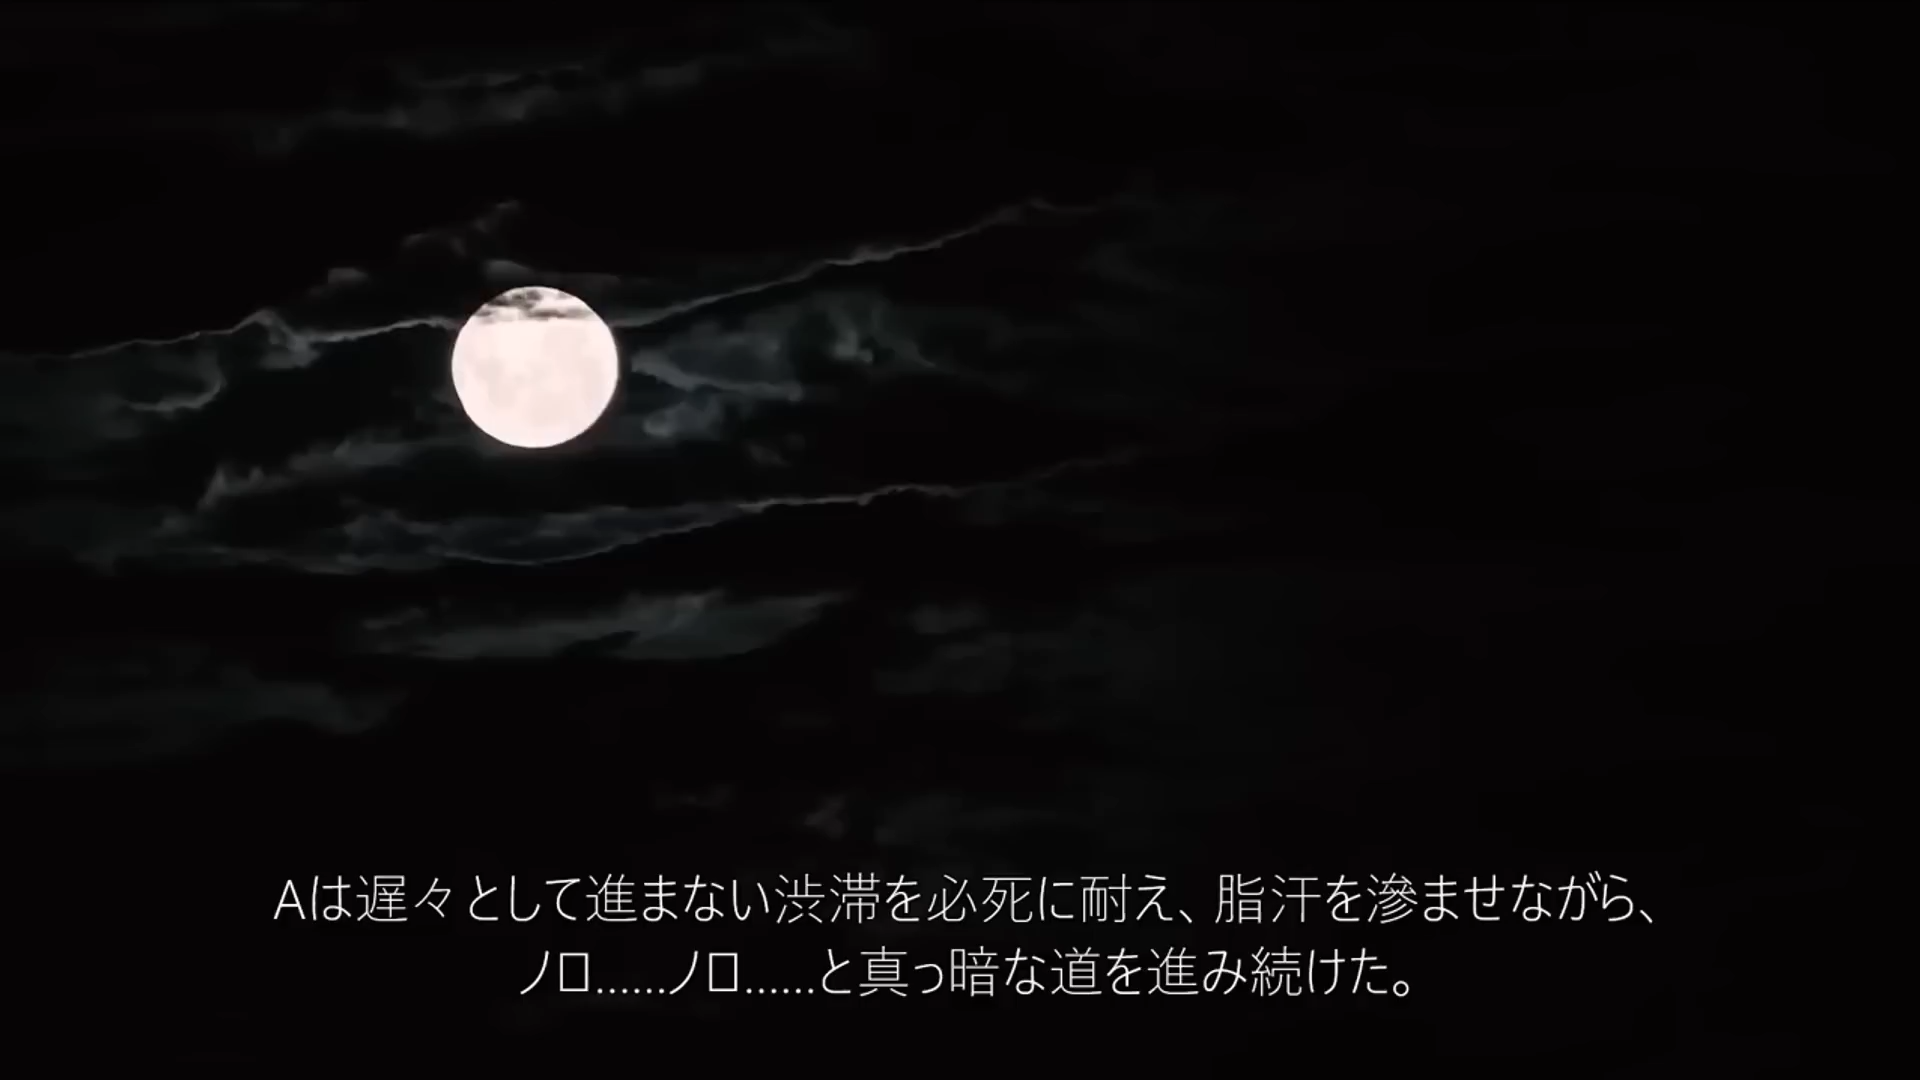 Aは遅々として進まない渋滞を必死に耐え、脂汗を滲ませながら、
ノロ……ノロ……と真っ暗な道を進み続けた。